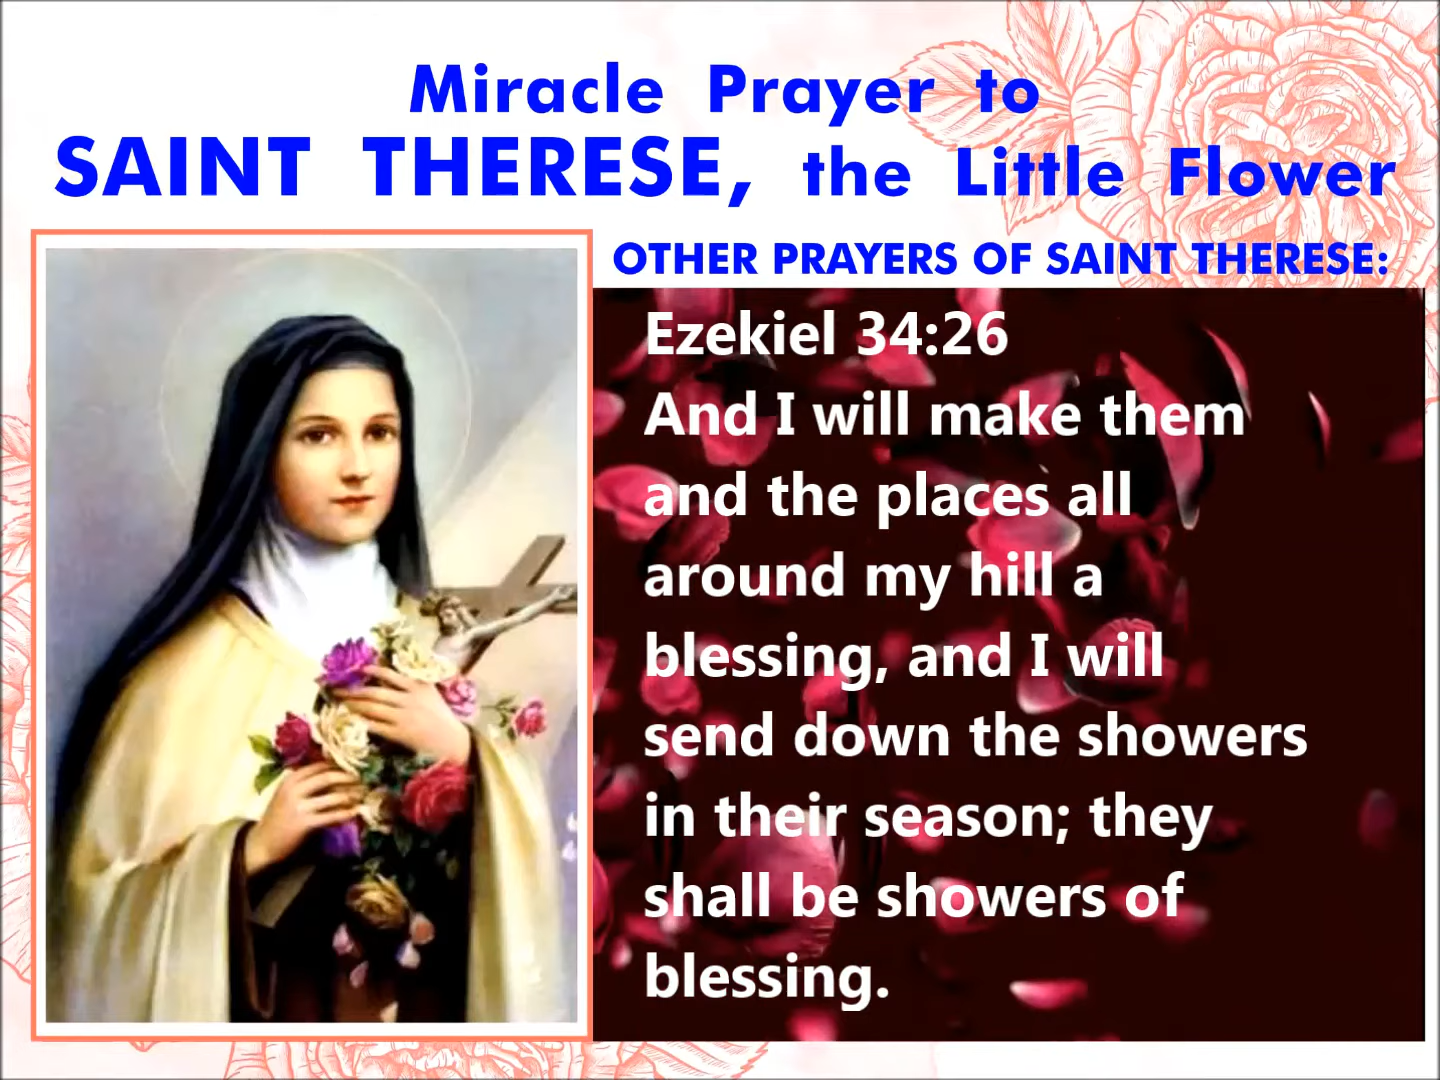 Miracle Prayer to
SAINT THERESE, the Little Flower
OTHER PRAYERS OF SAINT THERESE:
Ezekiel 34:26
And I will make them
and the places all
around my hill a
blessing, and I will
send down the showers
in their season; they
shall be showers of
blessing.